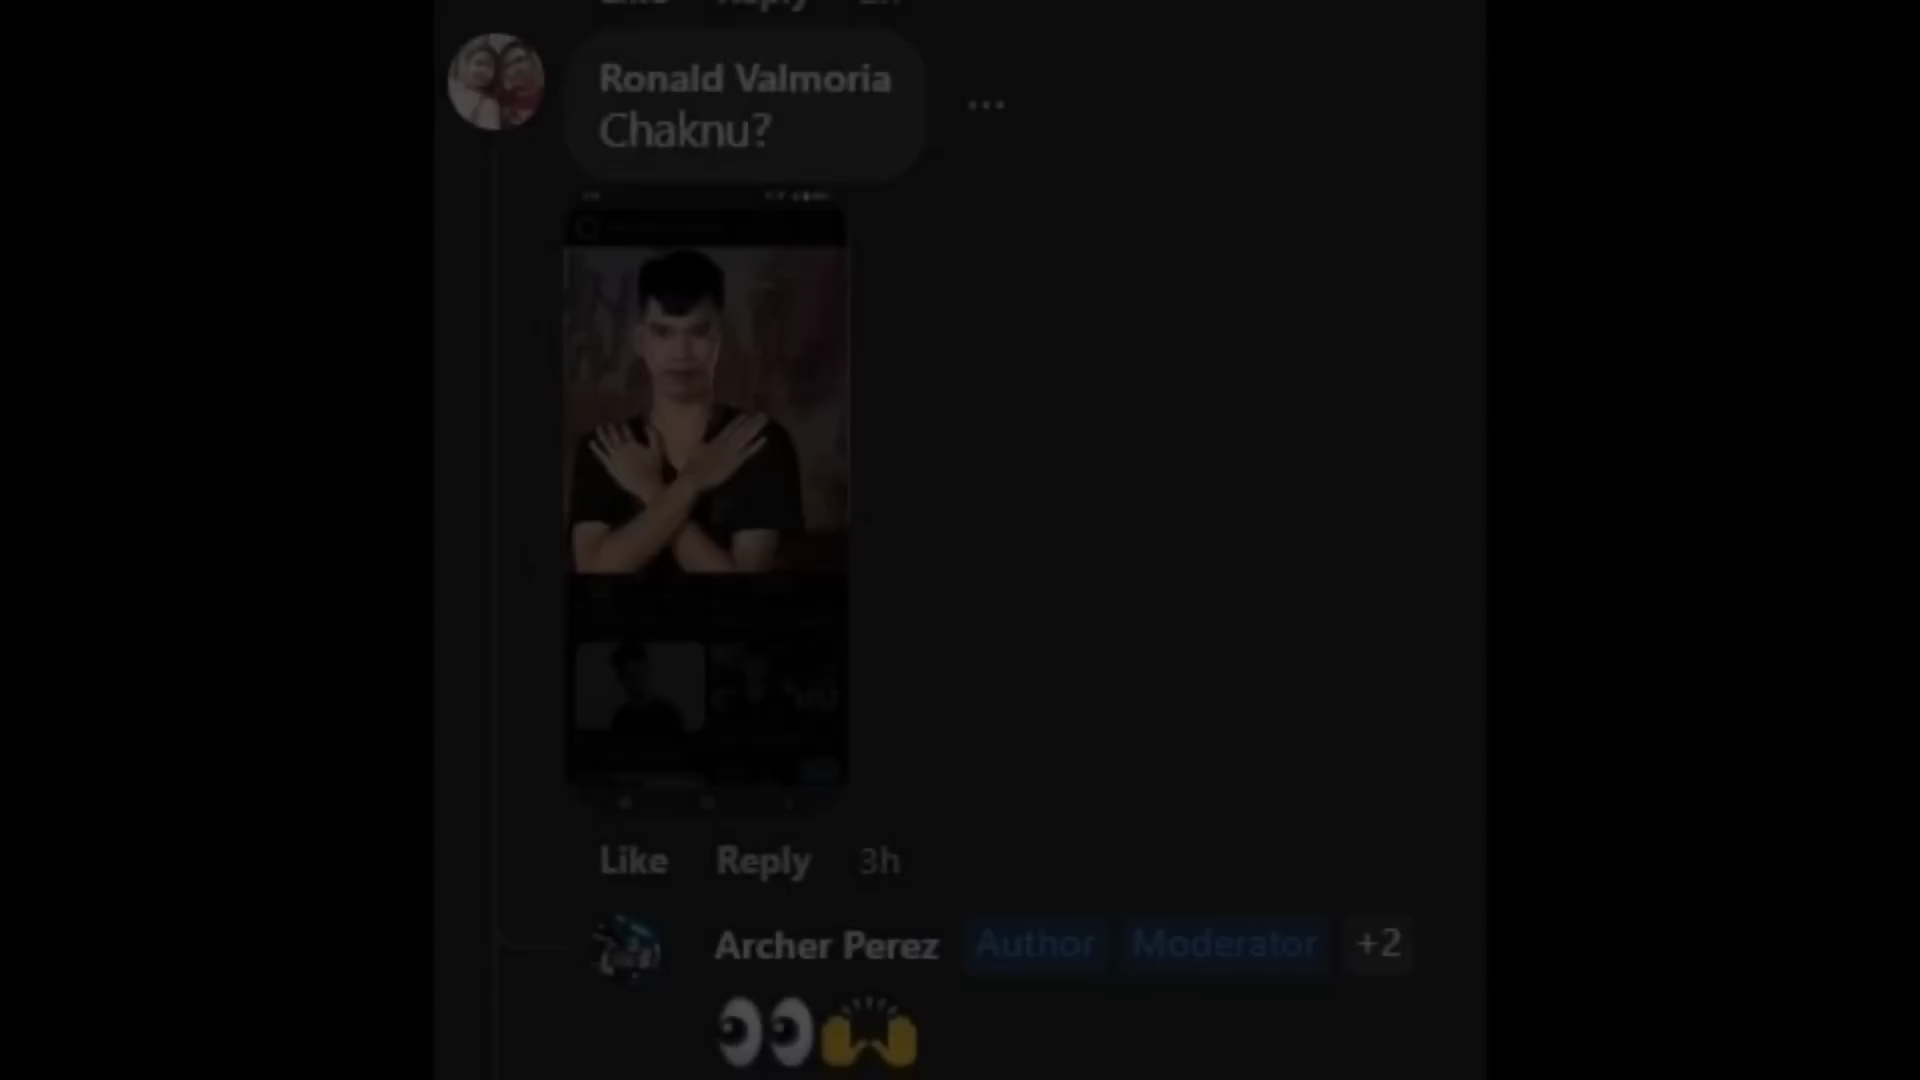 Ronald Valmoria
Chaknu?
Like Reply 3h
Archer Perez Author Moderator +2